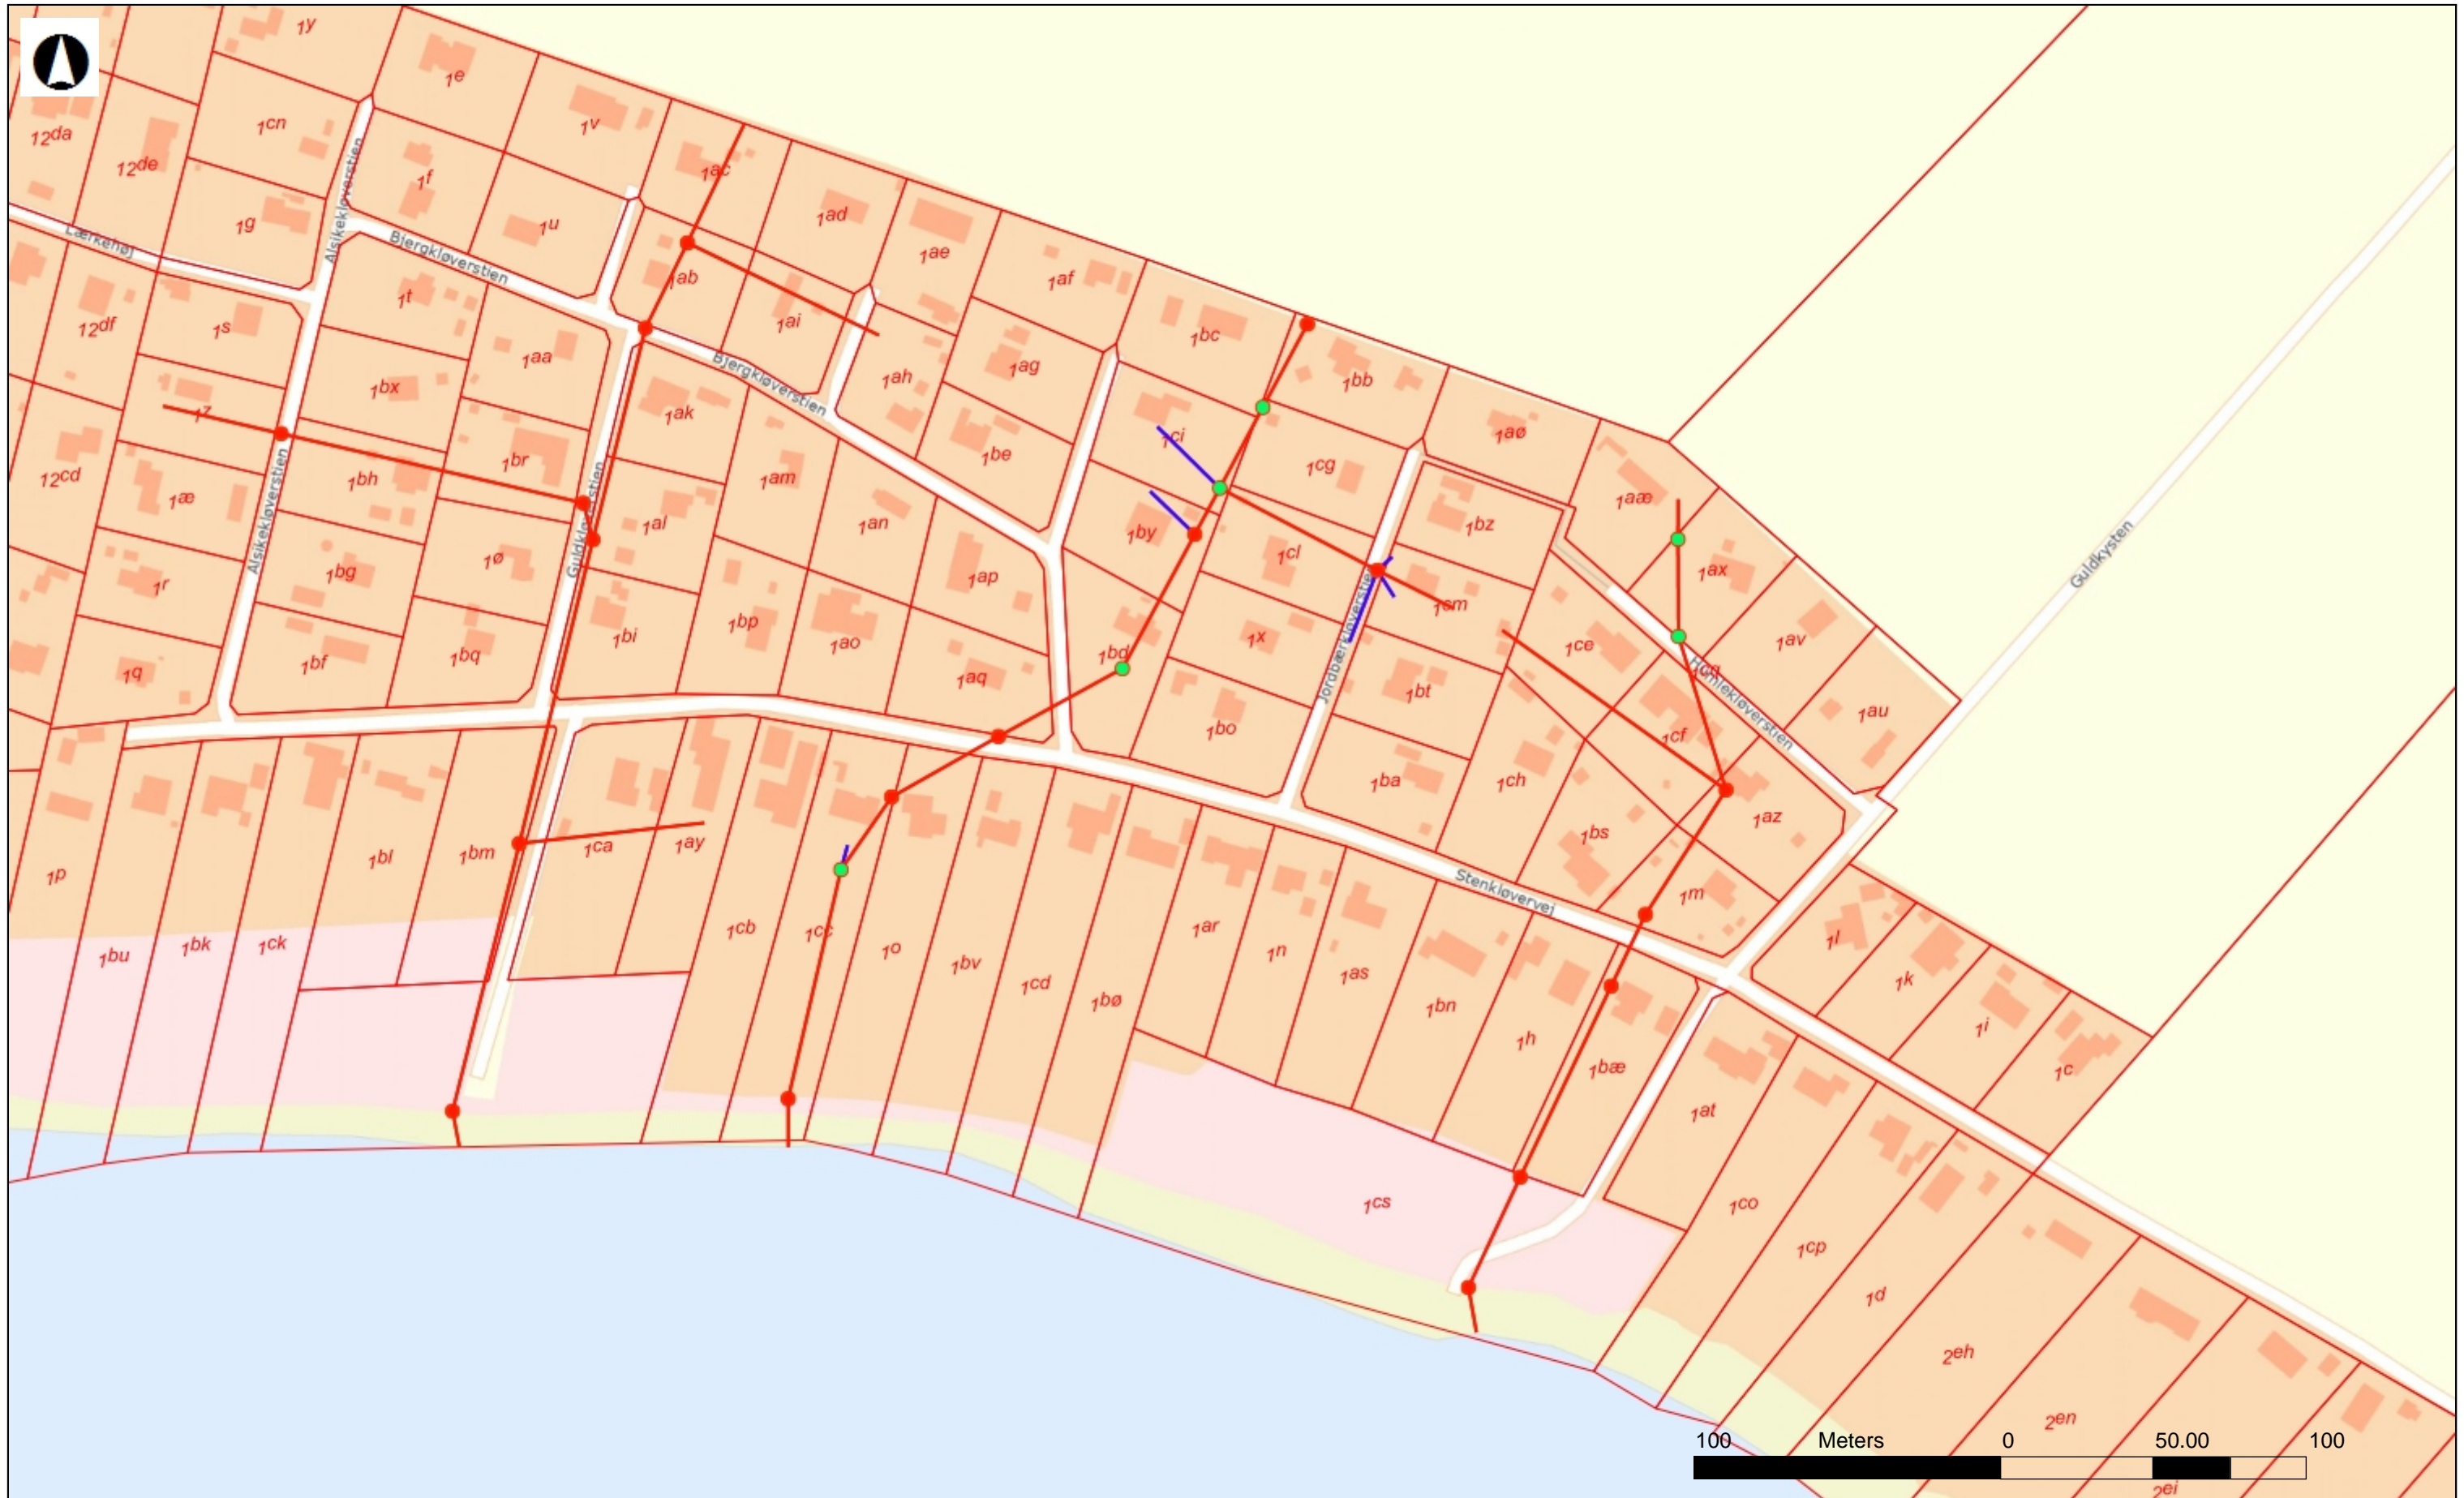 1y
1e
1cn
1v
12da
12de
1f
1ac
1g
1u
1ad
Lærkehøj
Alsikekløverstien
Bjergkløverstien
1ae
1ab
1af
12df
1s
1t
1ai
1bc
1aa
Bjergkløverstien
1ag
1ah
1bx
1bb
1z
1ak
1ci
1aø
1be
12cd
1bh
1br
1am
1cg
1æ
Alsikekløverstien
Guldkløverstien
1al
1an
1by
1bz
1aæ
Guldkysten
1r
1bg
1ø
1ap
1cl
1ax
1cm
1q
1bf
1bq
1bi
1bp
1ao
1aq
1bd
1x
Jordbærkløverstien
1ce
1av
1cq
Humlekløverstien
1bt
1bo
1cf
1au
1ba
1ch
1az
1bs
1p
1bl
1bm
1ca
1ay
Stenkløvervej
1m
1bu
1bk
1ck
1cb
1cc
1o
1bv
1cd
1bø
1ar
1n
1as
1bn
1h
1bæ
1l
1k
1i
1c
1at
1cs
1co
1cp
1d
2eh
2en
2ei
100 Meters 0 50.00 100